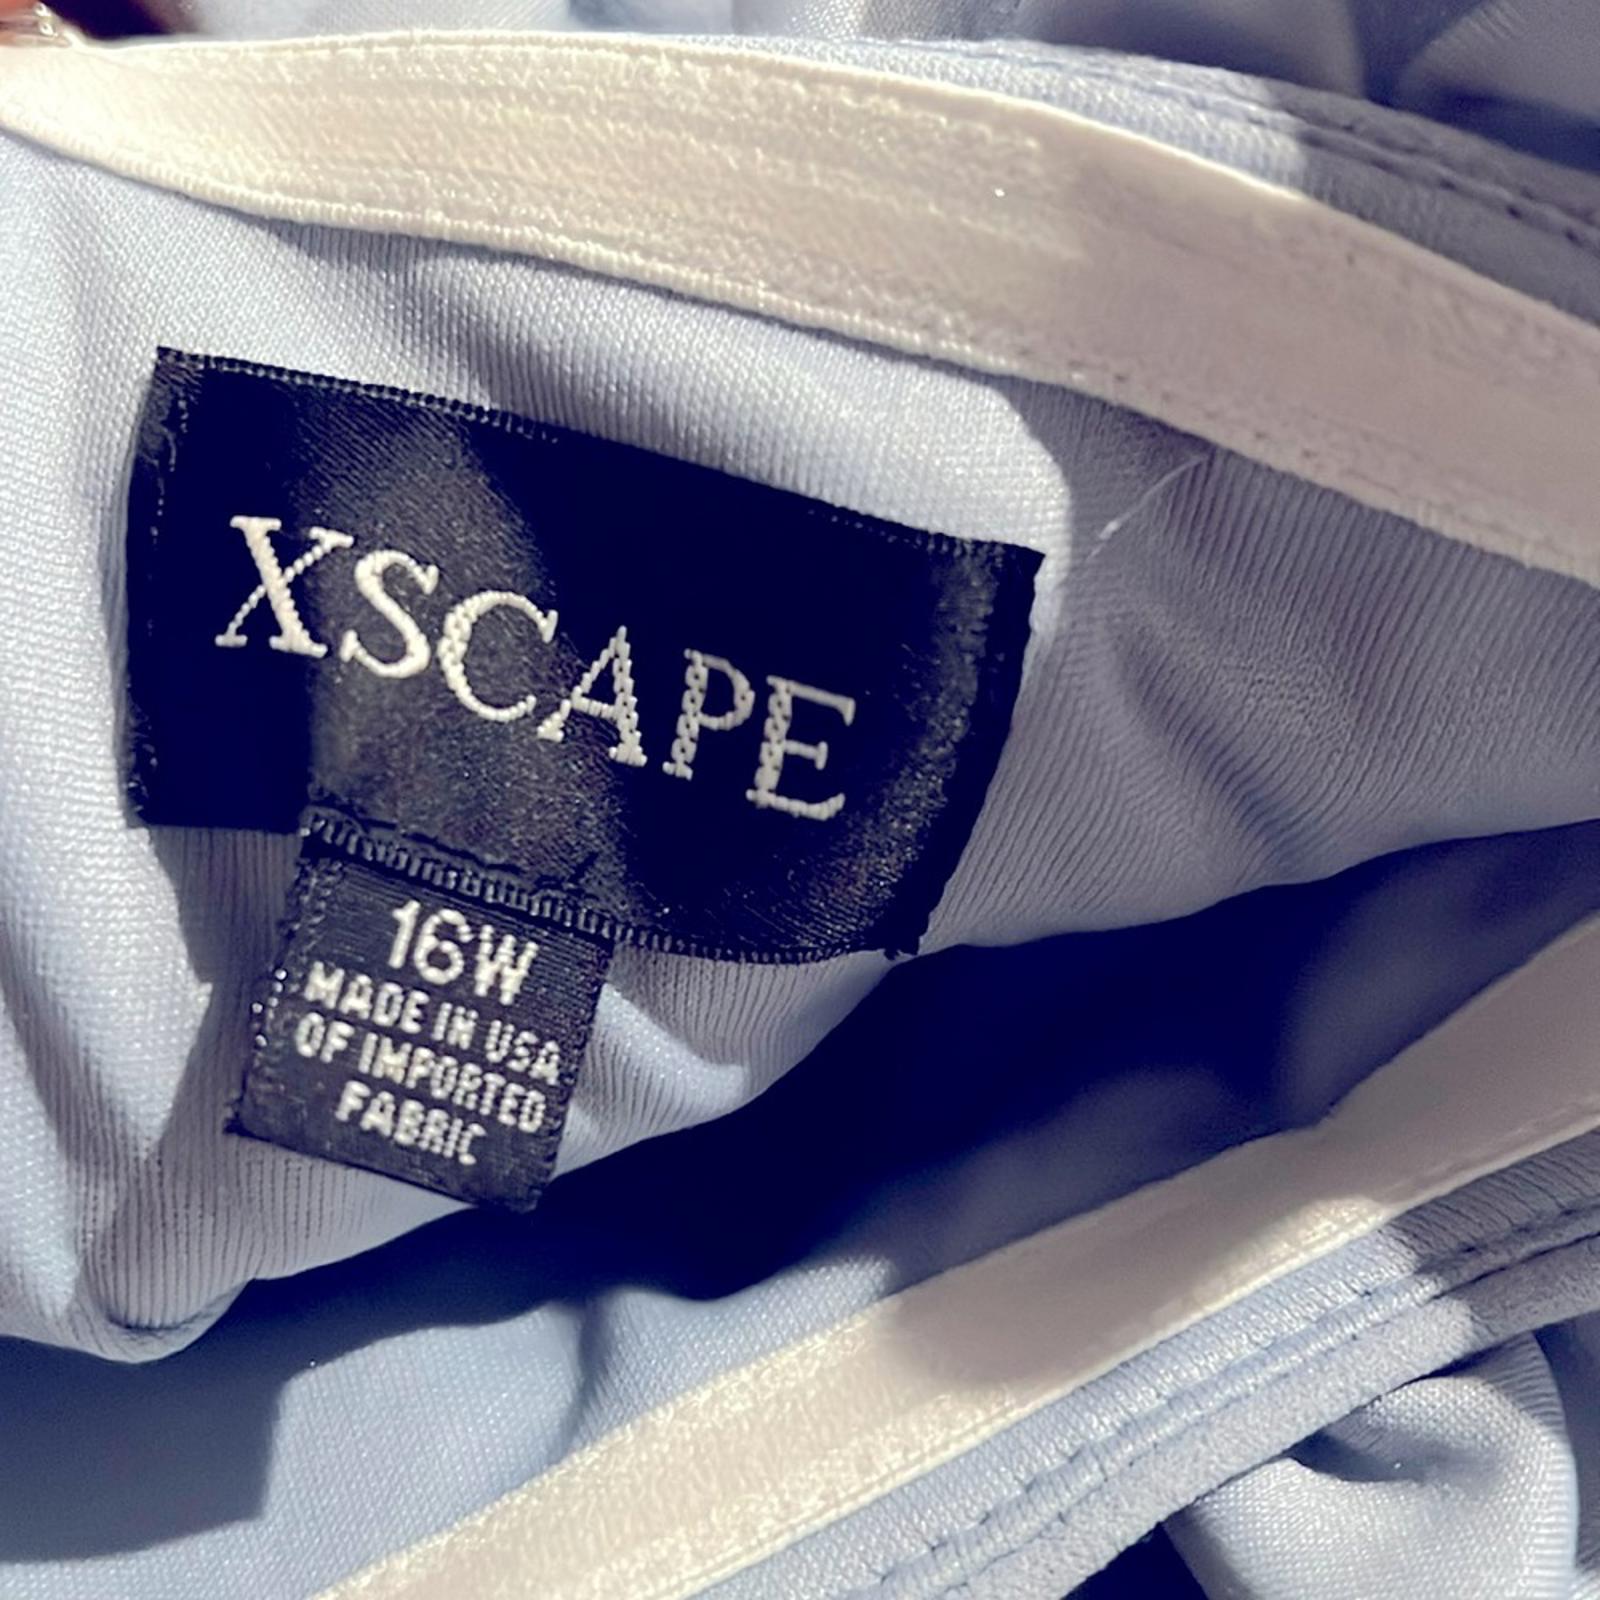 XSCAPE
16W
MADE IN USA
OF IMPORTED
FABRIC